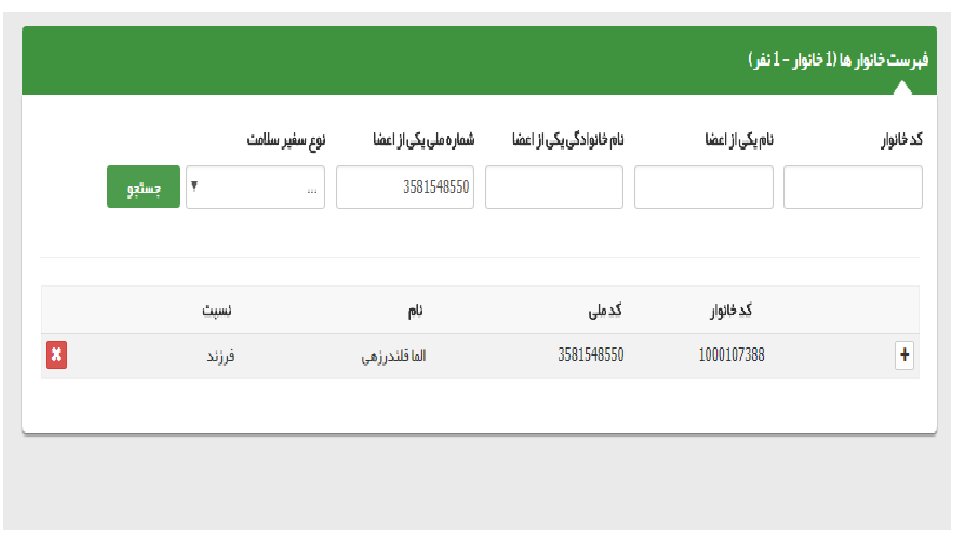 فهرست خانوار ها (1 خانوار - 1 نفر)
کد خانوار نام یکی از اعضا نام خانوادگی یکی از اعضا شماره ملی یکی از اعضا نوع سفیر سلامت
3581548550 ... جستجو
کد خانوار کد ملی نام نسبت
+ 1000107388 3581548550 الما قلندرزهی فرزند